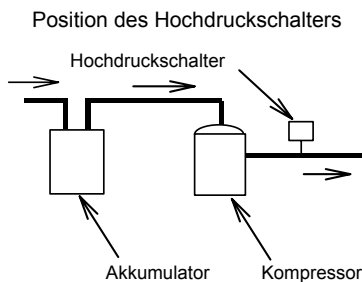 Position des Hochdruckschalters
Hochdruckschalter
Akkumulator
Kompressor